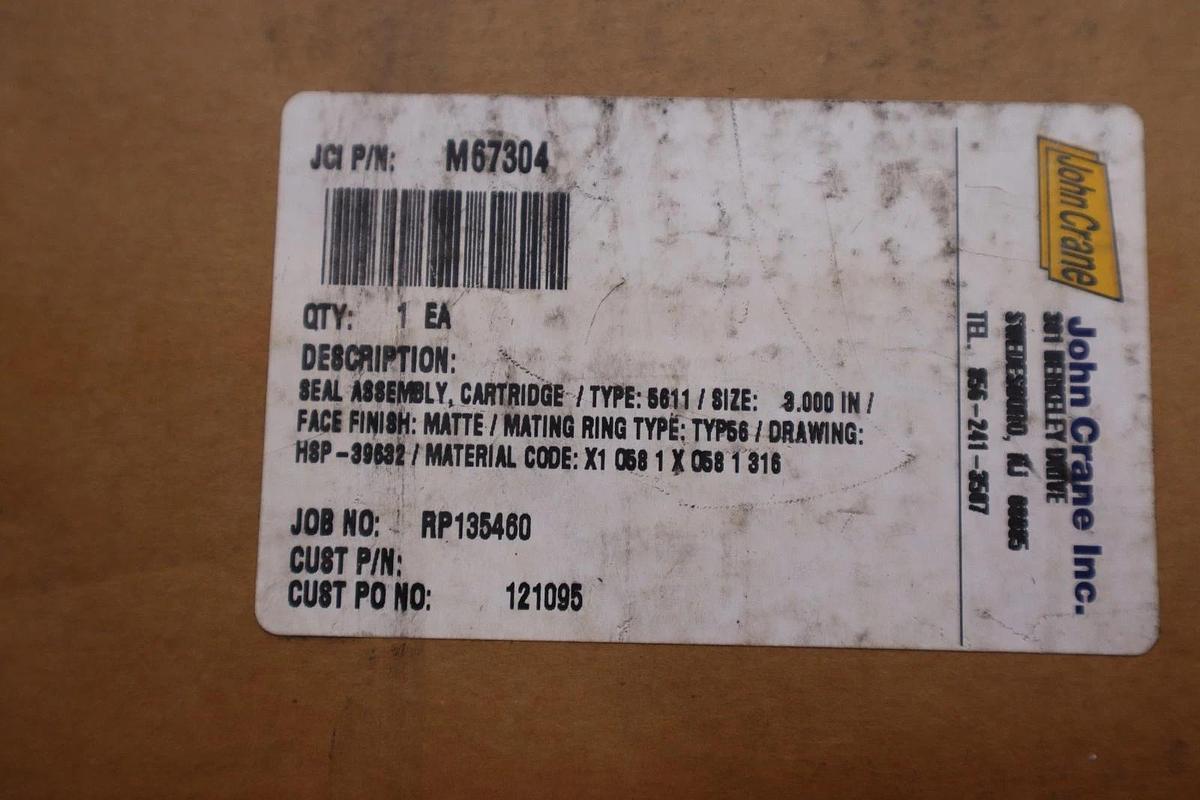 JCI P/N: M67304
QTY: 1 EA
DESCRIPTION:
SEAL ASSEMBLY, CARTRIDGE / TYPE: 5611 / SIZE: 3.000 IN /
FACE FINISH: MATTE / MATING RING TYPE: TYP56 / DRAWING:
HSP-39632 / MATERIAL CODE: X1 058 1 X 058 1 316
JOB NO: RP135460
CUST P/N:
CUST PO NO: 121095
John Crane
John Crane Inc.
301 BERKELEY DRIVE
SWEDESBORO, NJ
TEL. 856-241-3507